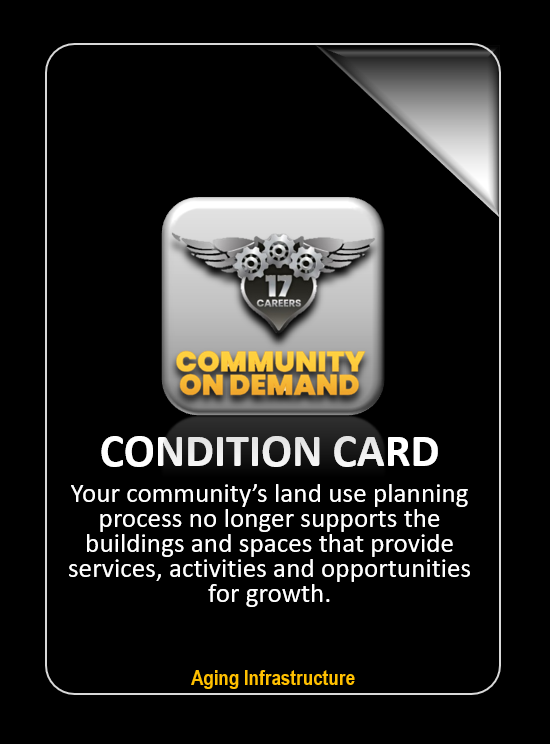 17
CAREERS
COMMUNITY
ON DEMAND
CONDITION CARD
Your community’s land use planning
process no longer supports the
buildings and spaces that provide
services, activities and opportunities
for growth.
Aging Infrastructure